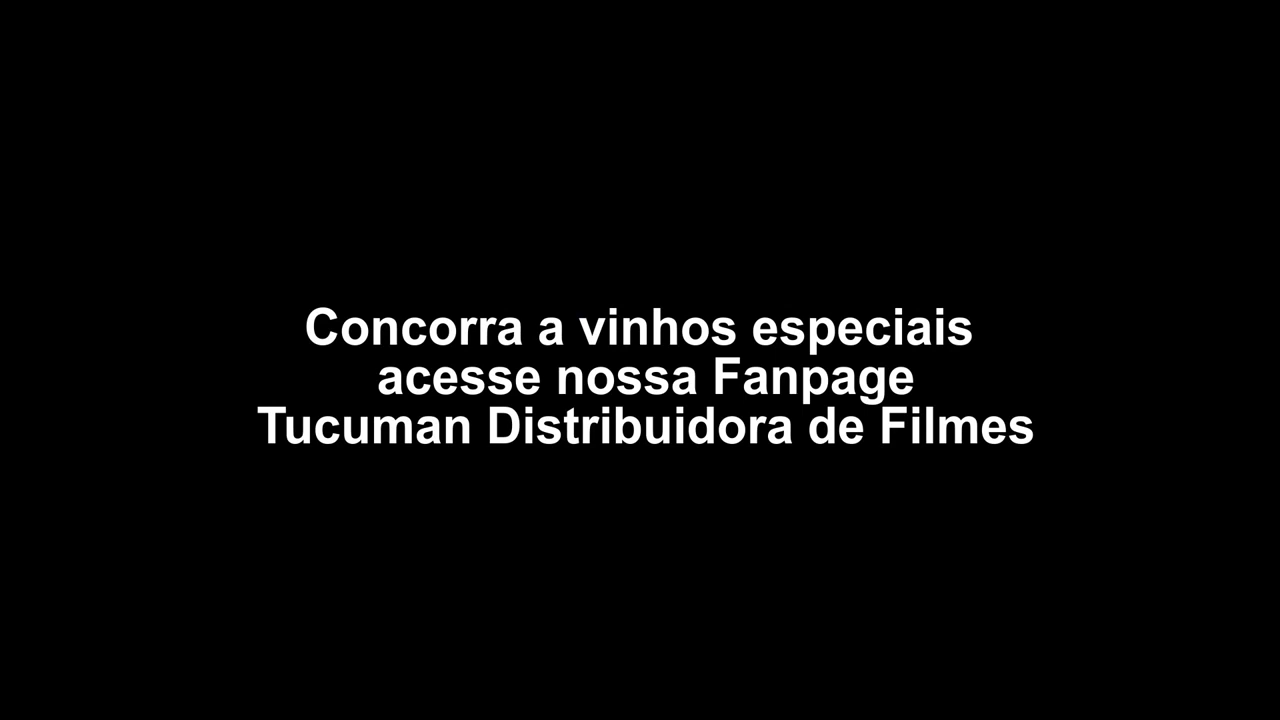 Concorra a vinhos especiais
acesse nossa Fanpage
Tucuman Distribuidora de Filmes